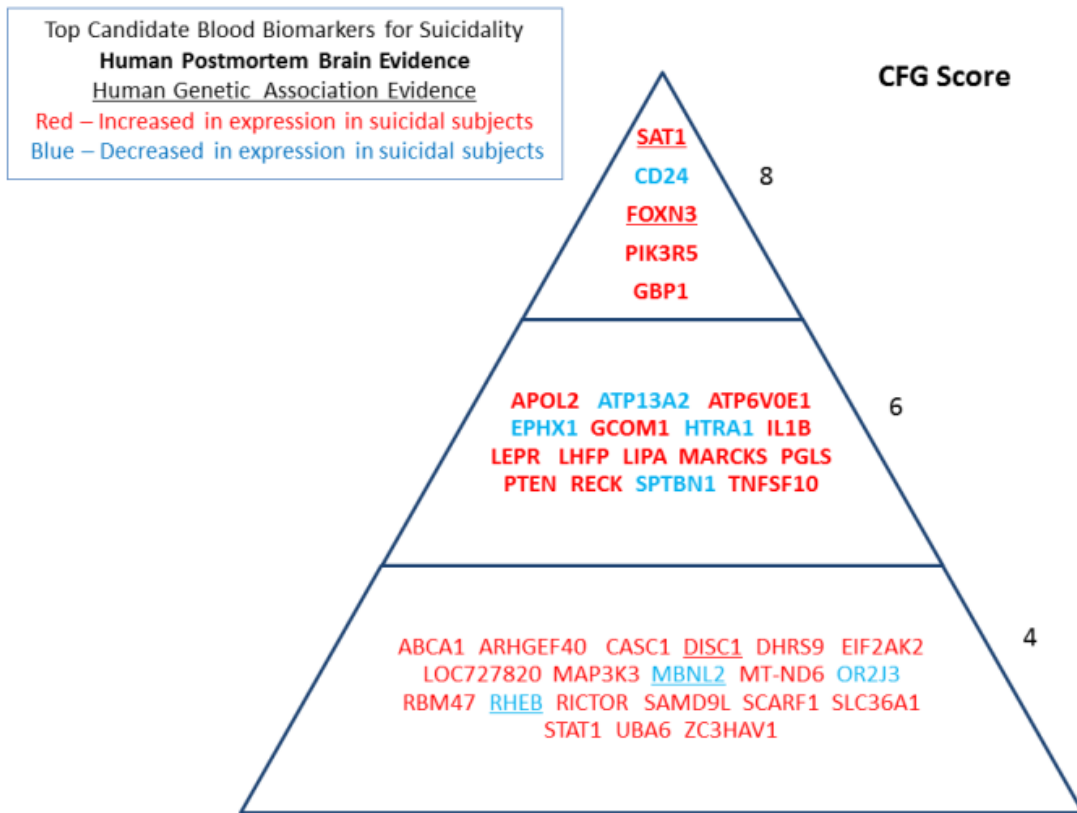 Top Candidate Blood Biomarkers for Suicidality
Human Postmortem Brain Evidence
Human Genetic Association Evidence
Red – Increased in expression in suicidal subjects
Blue – Decreased in expression in suicidal subjects
CFG Score
SAT1
CD24
8
FOXN3
PIK3R5
GBP1
APOL2 ATP13A2 ATP6V0E1
6
EPHX1 GCOM1 HTRA1 IL1B
LEPR LHFP LIPA MARCKS PGLS
PTEN RECK SPTBN1 TNFSF10
4
ABCA1 ARHGEF40 CASC1 DISC1 DHRS9 EIF2AK2
LOC727820 MAP3K3 MBNL2 MT-ND6 OR2J3
RBM47 RHEB RICTOR SAMD9L SCARF1 SLC36A1
STAT1 UBA6 ZC3HAV1